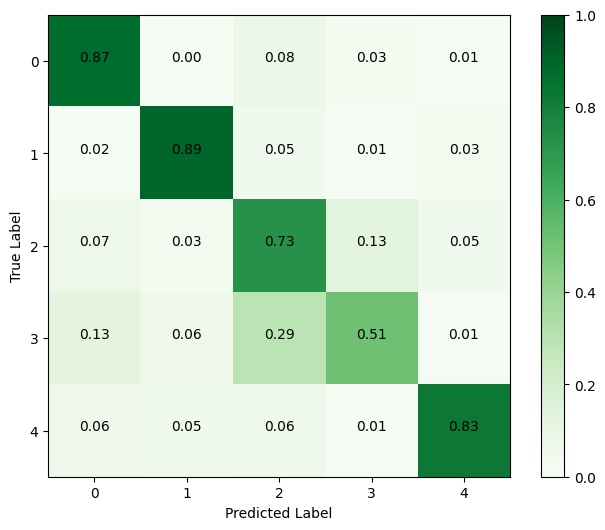 1.0
0 0.87 0.00 0.08 0.03 0.01
0.8
1 0.02 0.89 0.05 0.01 0.03
0.6
True Label
2 0.07 0.03 0.73 0.13 0.05
0.4
3 0.13 0.06 0.29 0.51 0.01
0.2
4 0.06 0.05 0.06 0.01 0.83
0.0
0 1 2 3 4
Predicted Label